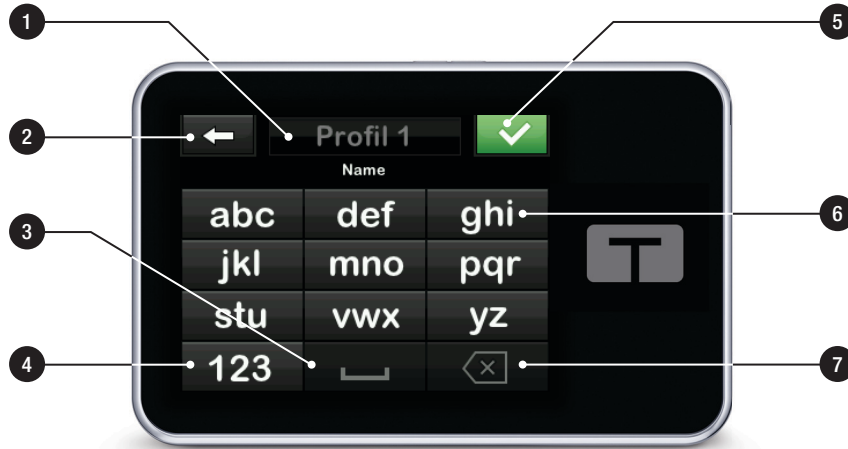 1
5
2
Profil 1
Name
abc def ghi
6
3
jkl mno pqr
stu vwx yz
4
123
7
T